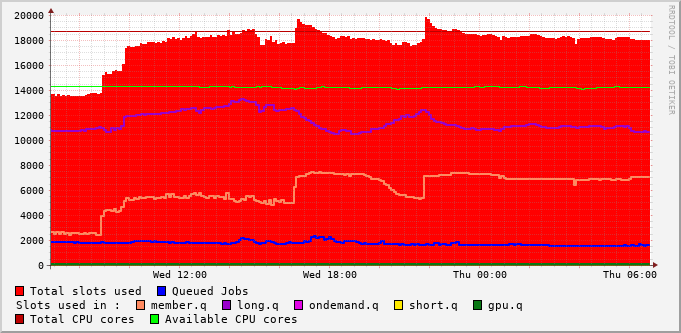 20000
18000
16000
14000
12000
10000
8000
6000
4000
2000
0
Wed 12:00 Wed 18:00 Thu 00:00 Thu 06:00
RRDTOOL / TOBI OETIKER
Total slots used Queued Jobs
Slots used in : member.q long.q ondemand.q short.q gpu.q
Total CPU cores Available CPU cores